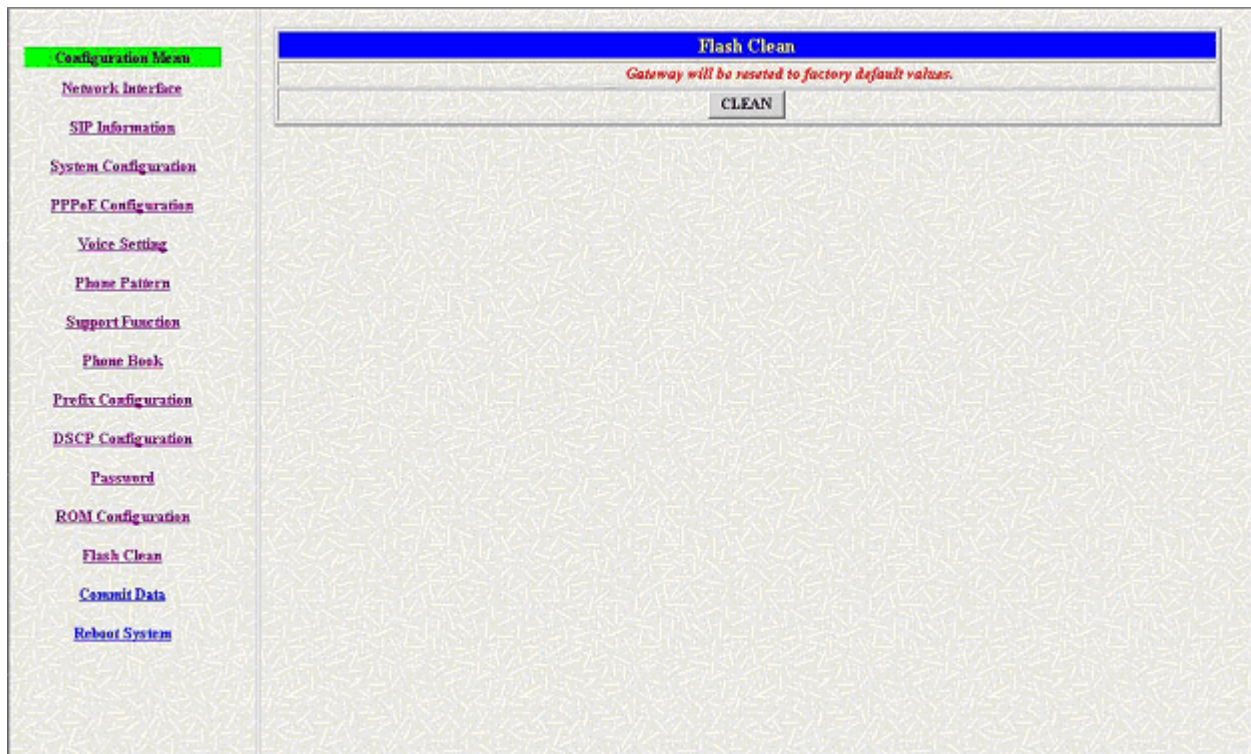 Configuration Menu
Network Interface
SIP Information
System Configuration
PPPoE Configuration
Voice Setting
Phone Pattern
Support Function
Phone Book
Prefix Configuration
DSCP Configuration
Password
ROM Configuration
Flash Clean
Commit Data
Reboot System
Flash Clean
Gateway will be reseted to factory default values.
CLEAN